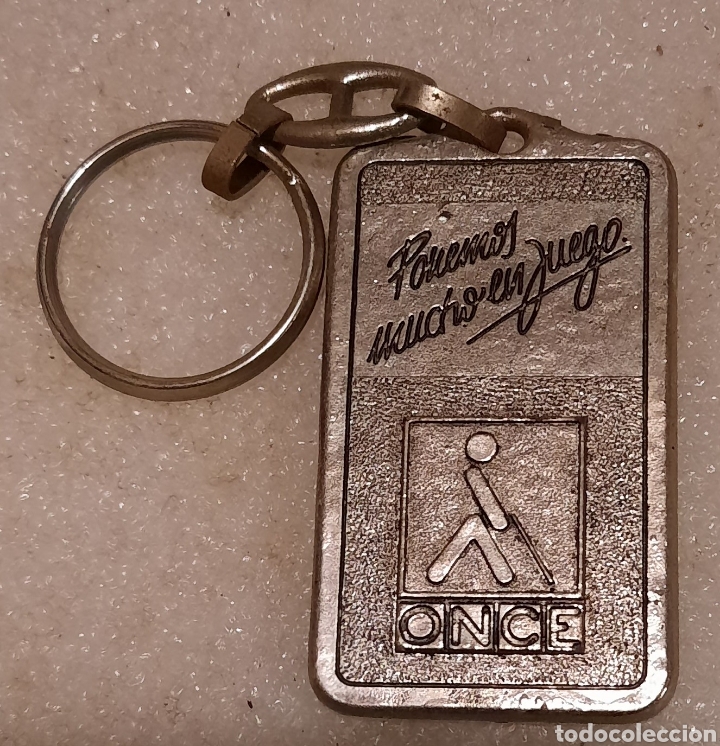 Ponemos
mucho en juego.
ONCE
todocoleccion